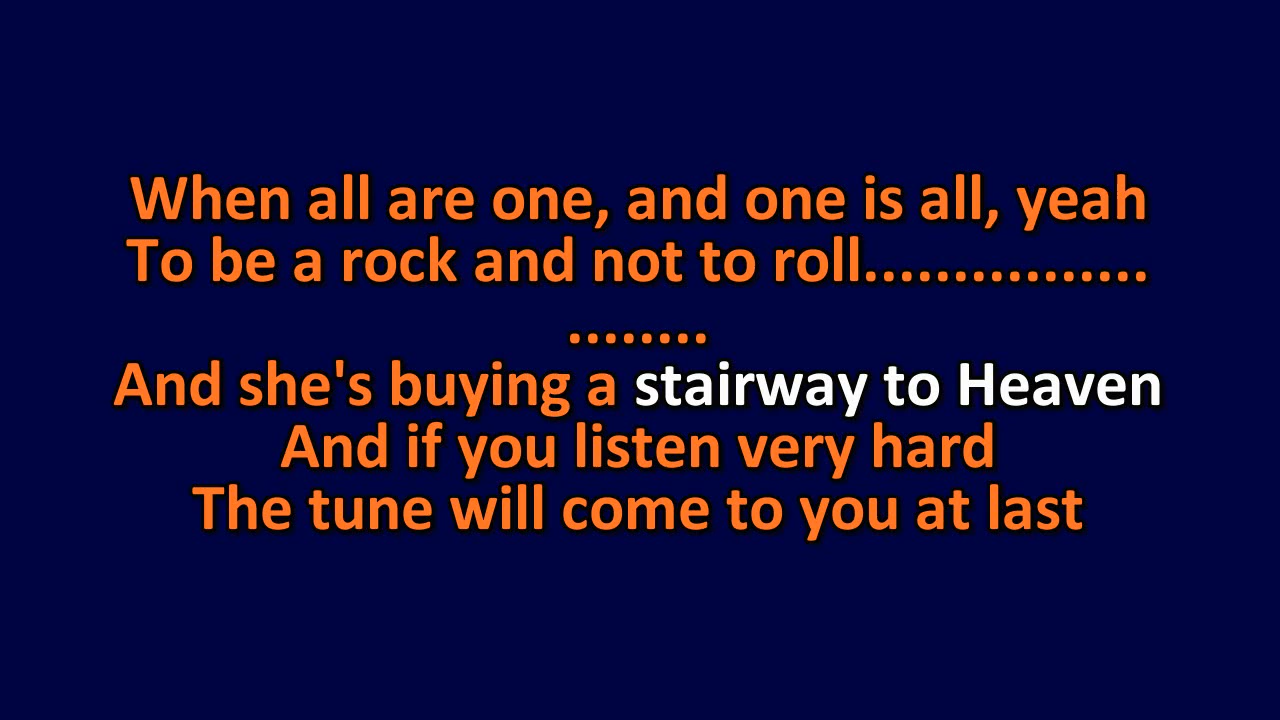 When all are one, and one is all, yeah
To be a rock and not to roll................
........
And she's buying a stairway to Heaven
And if you listen very hard
The tune will come to you at last